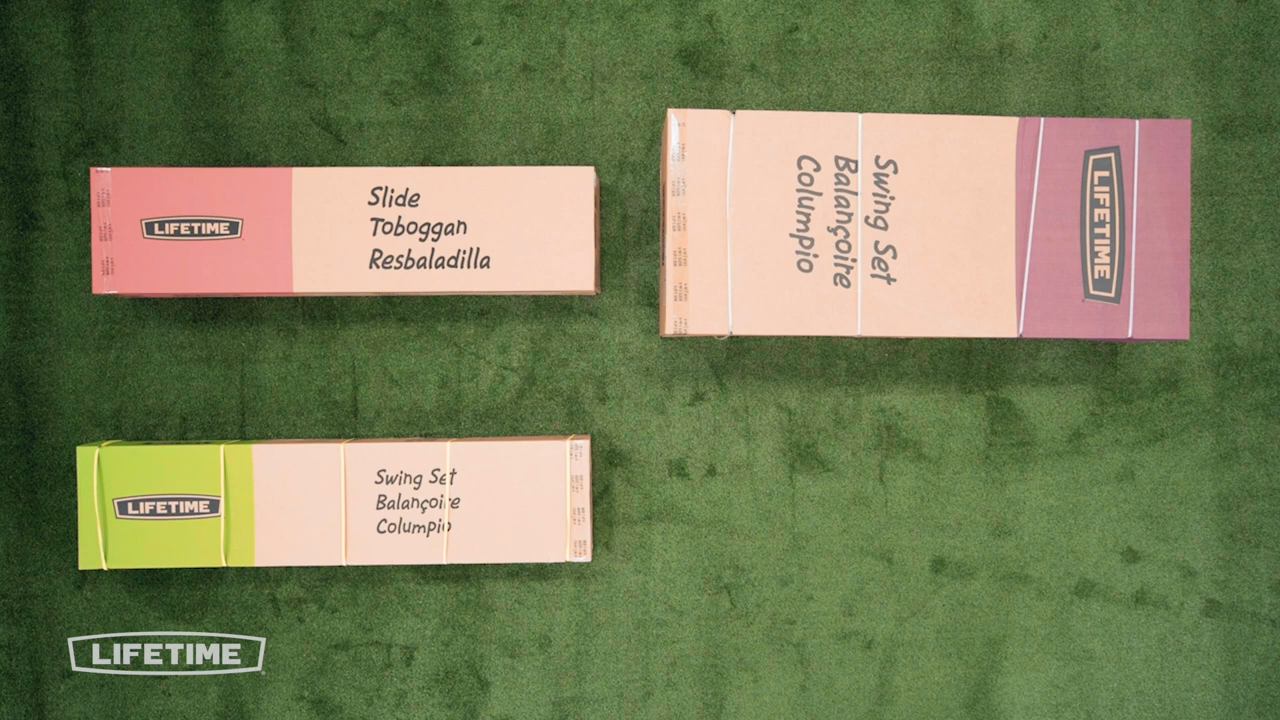 LIFETIME
Slide
Toboggan
Resbaladilla
Swing Set
Balançoire
Columpio
LIFETIME
LIFETIME
Swing Set
Balançoire
Columpio
LIFETIME